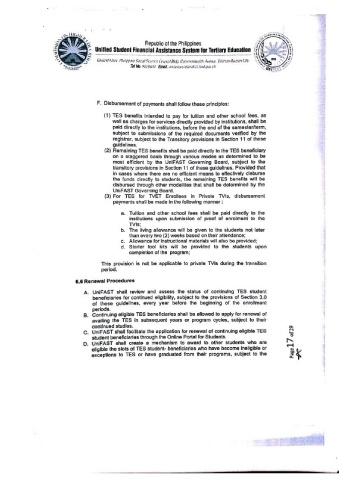 Republic of the Philippines
Unified Student Financial Assistance System for Tertiary Education
F. Disbursement of payments shall follow these principles:
(1) TES benefits intended to pay for tuition and other school fees, as
well as charges for services directly provided by institutions, shall be
paid directly to the institutions, before the end of the semester/term,
subject to submissions of the required documents verified by the
registrar, subject to the Transitory provisions in Section 11 of these
guidelines.
(2) Remaining TES benefits shall be paid directly to the TES beneficiary
on a staggered basis through various modes as determined to be
most efficient by the UniFAST Governing Board, subject to the
transitory provisions in Section 11 of these guidelines. Provided that
in cases where there are no efficient means to effectively disburse
the funds directly to students, the remaining TES benefits will be
disbursed through other modalities that shall be determined by the
UniFAST Governing Board.
(3) For TES for TVET Enrollees in Private TVIs, disbursement
payments shall be made in the following manner :
a. Tuition and other school fees shall be paid directly to the
institutions upon submission of proof of enrollment to the
TVIs;
b. The living allowance will be given to the students not later
than every two (2) weeks based on their attendance;
c. Allowance for instructional materials will also be provided;
d. Starter tool kits will be provided to the students upon
completion of the program;
This provision is not be applicable to private TVIs during the transition
period.
6.6 Renewal Procedures
A. UniFAST shall review and assess the status of continuing TES student
beneficiaries for continued eligibility, subject to the provisions of Section 3.0
of these guidelines, every year before the beginning of the enrollment
periods.
B. Continuing eligible TES beneficiaries shall be allowed to apply for renewal of
availing the TES in subsequent years or program cycles, subject to their
continued studies.
C. UniFAST shall facilitate the application for renewal of continuing eligible TES
student beneficiaries through the Online Portal for Students.
D. UniFAST shall create a mechanism to award to other students who are
eligible the slots of TES student- beneficiaries who have become ineligible or
exceptions to TES or have graduated from their programs, subject to the
Page 17 of 29